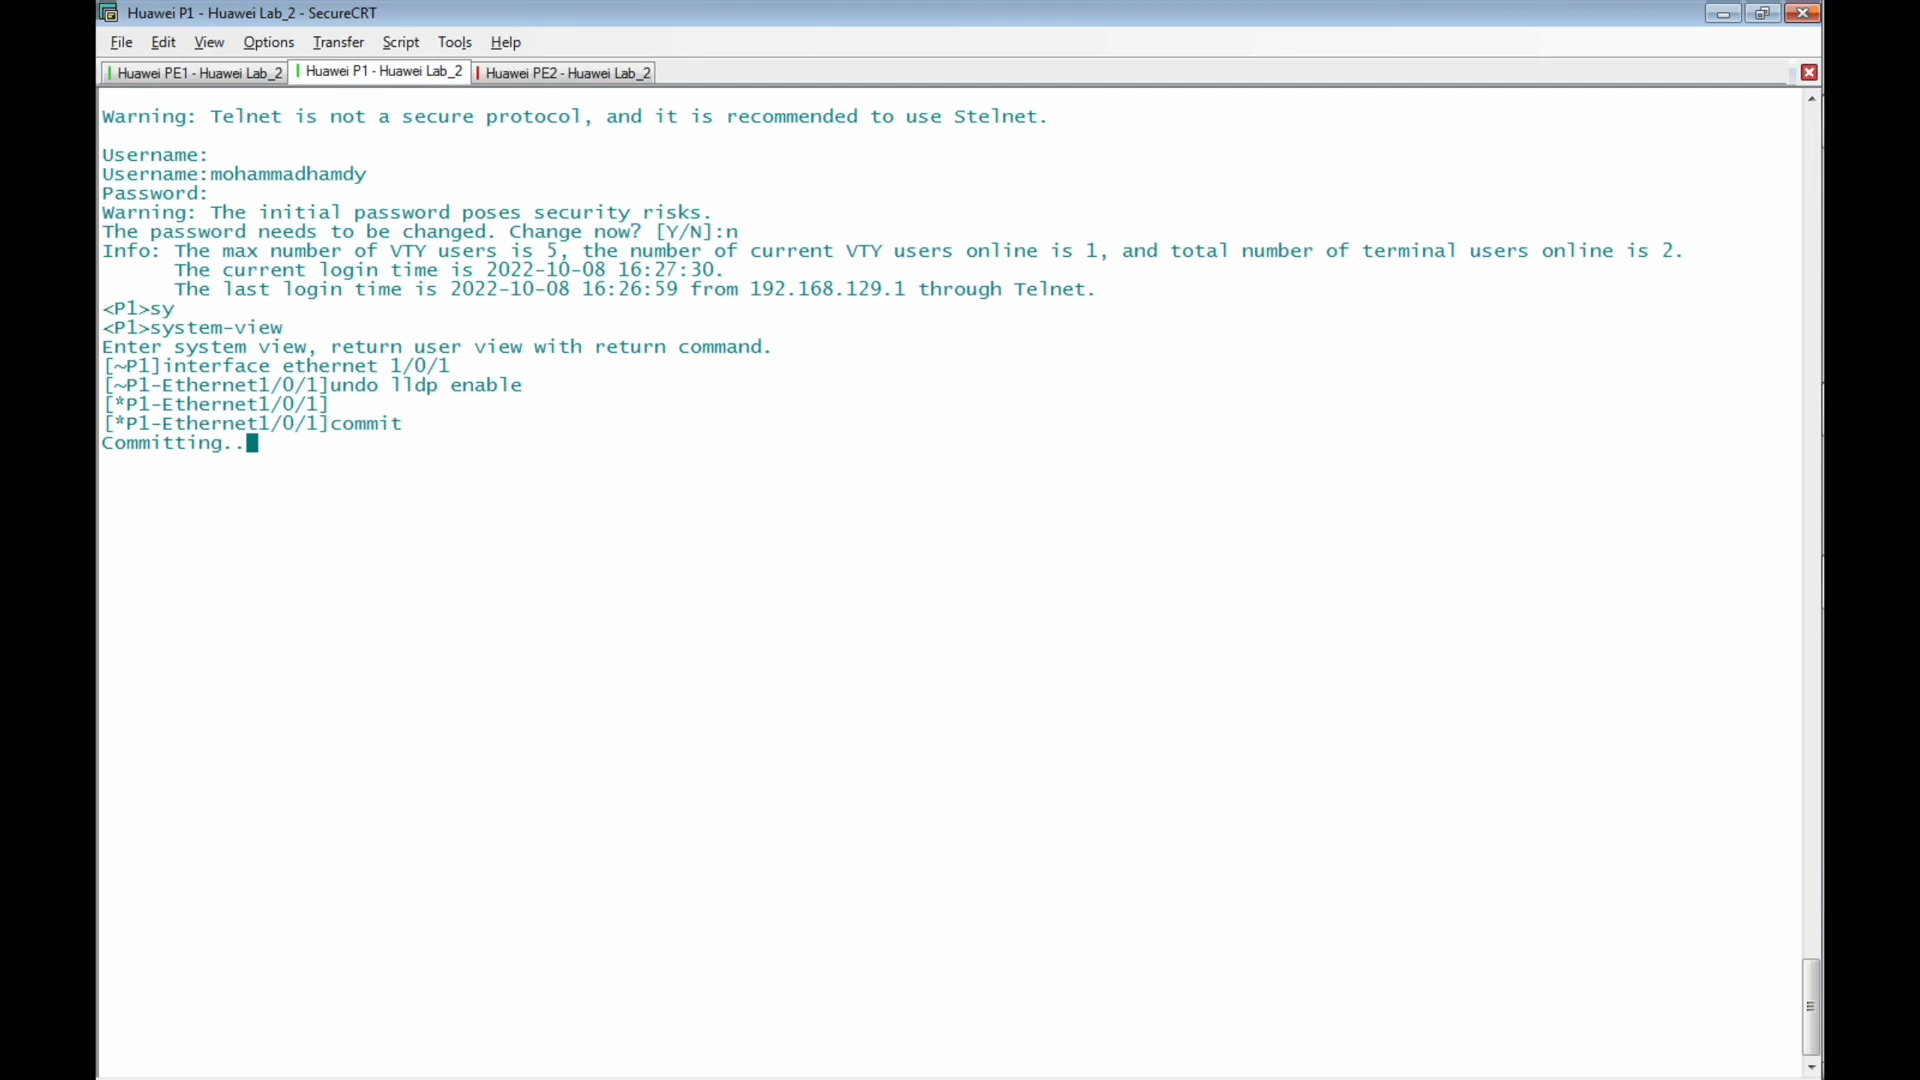 Huawei P1 - Huawei Lab_2 - SecureCRT
File Edit View Options Transfer Script Tools Help
Huawei PE1 - Huawei Lab_2 Huawei P1 - Huawei Lab_2 Huawei PE2 - Huawei Lab_2
Warning: Telnet is not a secure protocol, and it is recommended to use Stelnet.
Username:
Username:mohammadhamdy
Password:
Warning: The initial password poses security risks.
The password needs to be changed. Change now? [Y/N]:n
Info: The max number of VTY users is 5, the number of current VTY users online is 1, and total number of terminal users online is 2.
The current login time is 2022-10-08 16:27:30.
The last login time is 2022-10-08 16:26:59 from 192.168.129.1 through Telnet.
<P1>sy
<P1>system-view
Enter system view, return user view with return command.
[~P1]interface ethernet 1/0/1
[~P1-Ethernet1/0/1]undo lldp enable
[*P1-Ethernet1/0/1]
[*P1-Ethernet1/0/1]commit
Committing..